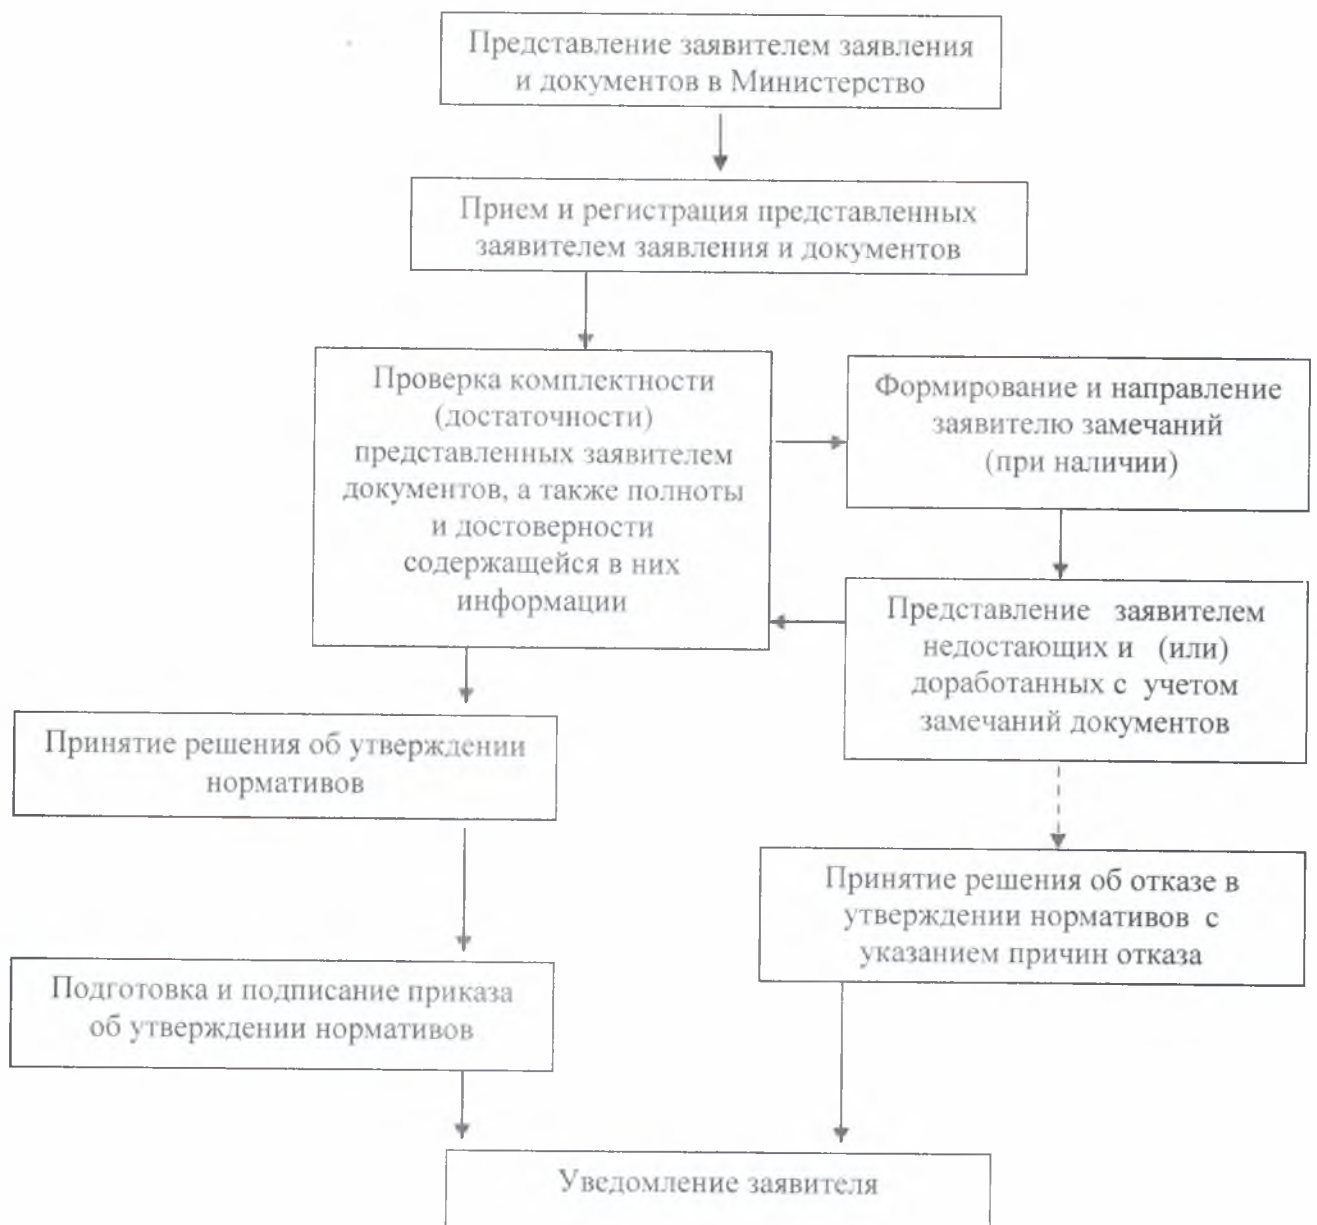 Представление заявителем заявления
и документов в Министерство
Прием и регистрация представленных
заявителем заявления и документов
Проверка комплектности
(достаточности)
представленных заявителем
документов, а также полноты
и достоверности
содержащейся в них
информации
Формирование и направление
заявителю замечаний
(при наличии)
Представление заявителем
недостающих и (или)
доработанных с учетом
замечаний документов
Принятие решения об утверждении
нормативов
Принятие решения об отказе в
утверждении нормативов с
указанием причин отказа
Подготовка и подписание приказа
об утверждении нормативов
Уведомление заявителя